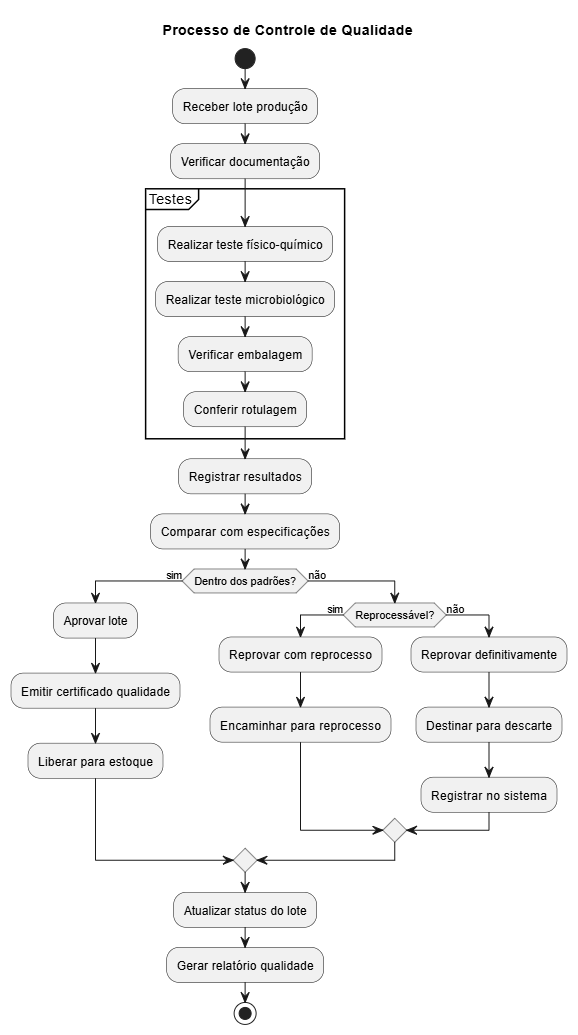 Processo de Controle de Qualidade
Receber lote produção
Verificar documentação
Testes
Realizar teste físico-químico
Realizar teste microbiológico
Verificar embalagem
Conferir rotulagem
Registrar resultados
Comparar com especificações
sim
Dentro dos padrões?
não
Aprovar lote
Emitir certificado qualidade
Liberar para estoque
sim
Reprocessável?
não
Reprovar com reprocesso
Encaminhar para reprocesso
Reprovar definitivamente
Destinar para descarte
Registrar no sistema
Atualizar status do lote
Gerar relatório qualidade